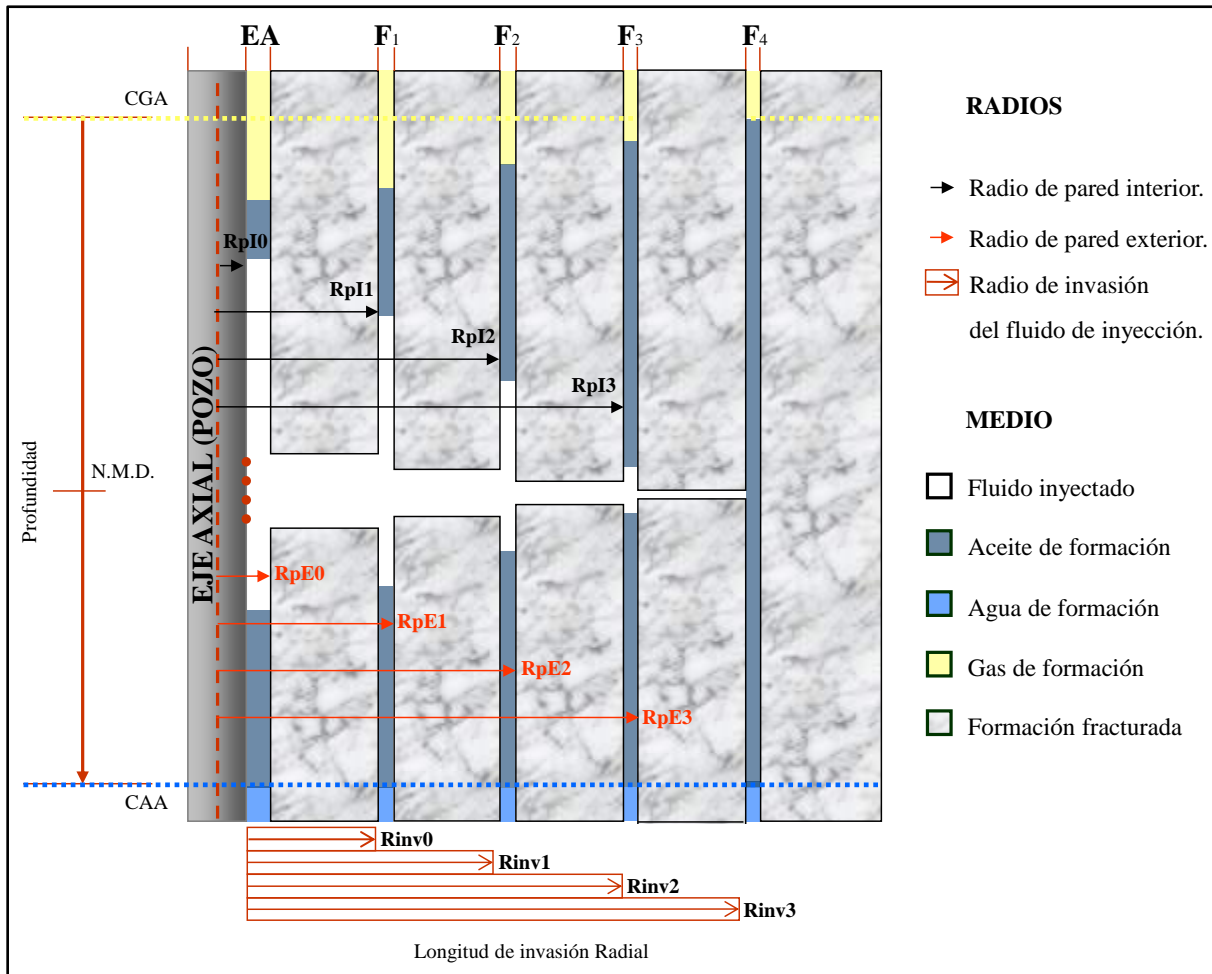 EA F1 F2 F3 F4
CGA
RpI0
RpI1
RpI2
RpI3
EJE AXIAL (POZO)
Profundidad
N.M.D.
RpE0
RpE1
RpE2
RpE3
CAA
Rinv0
Rinv1
Rinv2
Rinv3
Longitud de invasión Radial
RADIOS
Radio de pared interior.
Radio de pared exterior.
Radio de invasión
del fluido de inyección.
MEDIO
Fluido inyectado
Aceite de formación
Agua de formación
Gas de formación
Formación fracturada